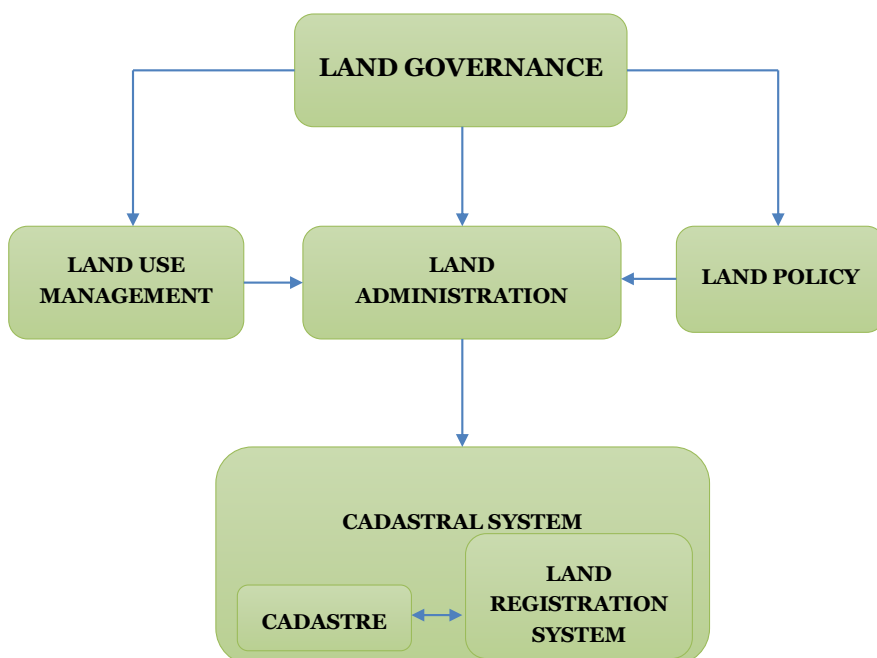 LAND GOVERNANCE
LAND USE
MANAGEMENT
LAND
ADMINISTRATION
LAND POLICY
CADASTRAL SYSTEM
CADASTRE
LAND
REGISTRATION
SYSTEM